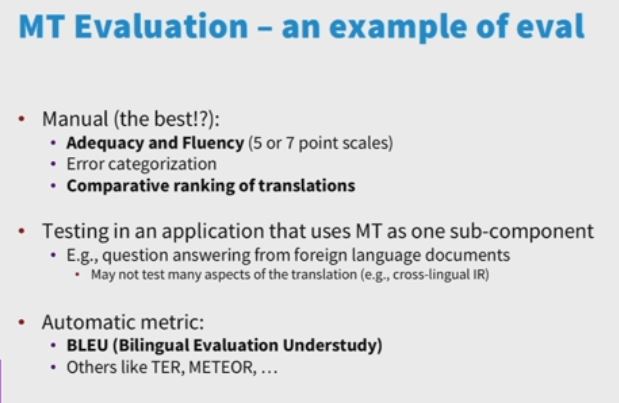 MT Evaluation – an example of eval
• Manual (the best!?):
• Adequacy and Fluency (5 or 7 point scales)
• Error categorization
• Comparative ranking of translations
• Testing in an application that uses MT as one sub-component
• E.g., question answering from foreign language documents
• May not test many aspects of the translation (e.g., cross-lingual IR)
• Automatic metric:
• BLEU (Bilingual Evaluation Understudy)
• Others like TER, METEOR, …